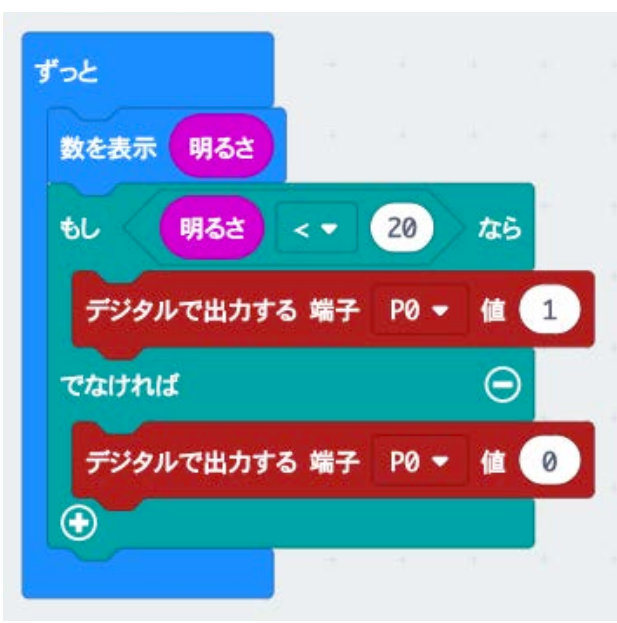 ずっと
数を表示 明るさ
もし 明るさ < 20 なら
デジタルで出力する 端子 P0 値 1
でなければ
デジタルで出力する 端子 P0 値 0